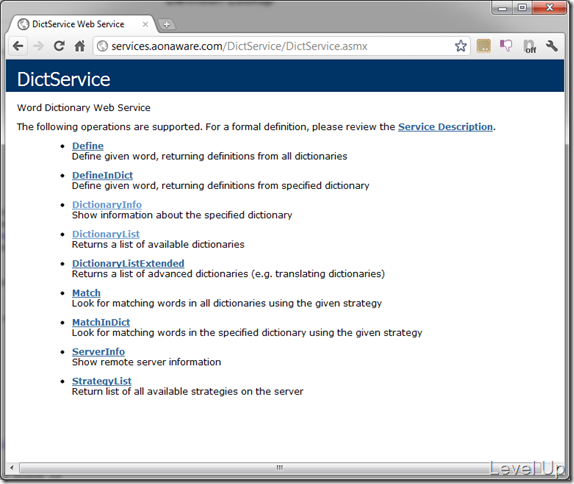 DictService Web Service
services.aonaware.com/DictService/DictService.asmx
off
DictService
Word Dictionary Web Service
The following operations are supported. For a formal definition, please review the Service Description.
Define
Define given word, returning definitions from all dictionaries
DefineInDict
Define given word, returning definitions from specified dictionary
DictionaryInfo
Show information about the specified dictionary
DictionaryList
Returns a list of available dictionaries
DictionaryListExtended
Returns a list of advanced dictionaries (e.g. translating dictionaries)
Match
Look for matching words in all dictionaries using the given strategy
MatchInDict
Look for matching words in the specified dictionary using the given strategy
ServerInfo
Show remote server information
StrategyList
Return list of all available strategies on the server
Level Up